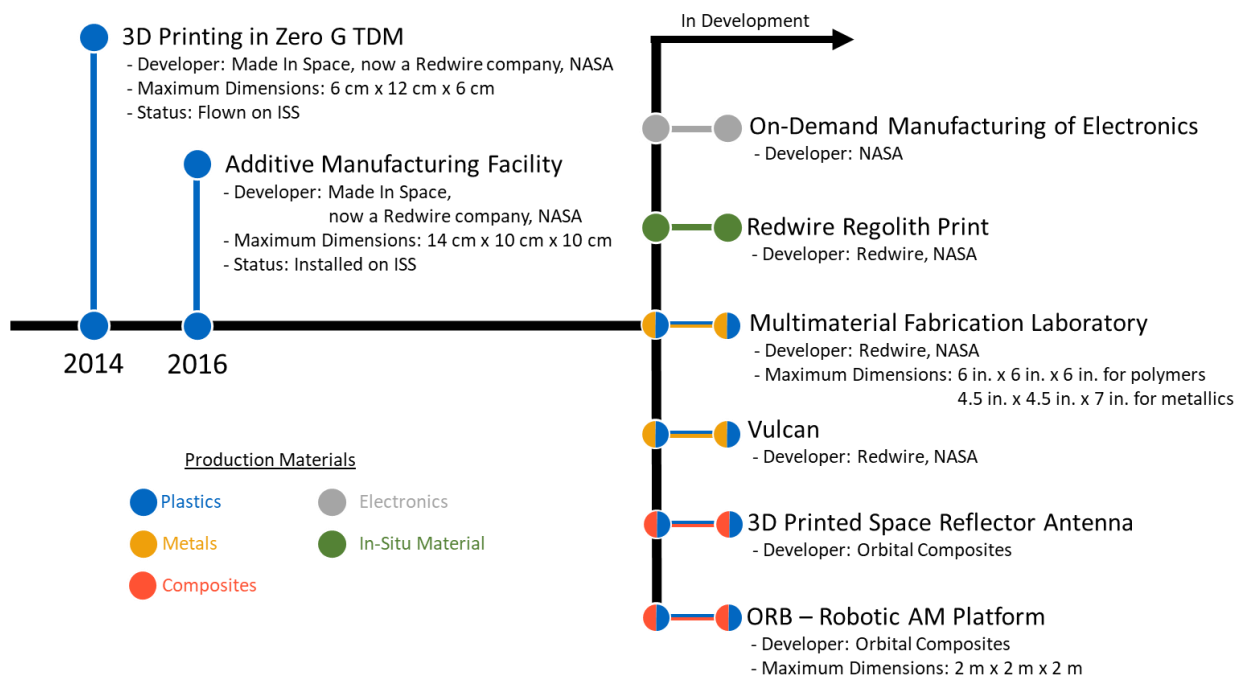 3D Printing in Zero G TDM
- Developer: Made In Space, now a Redwire company, NASA
- Maximum Dimensions: 6 cm x 12 cm x 6 cm
- Status: Flown on ISS
Additive Manufacturing Facility
- Developer: Made In Space,
now a Redwire company, NASA
- Maximum Dimensions: 14 cm x 10 cm x 10 cm
- Status: Installed on ISS
2014
2016
In Development
On-Demand Manufacturing of Electronics
- Developer: NASA
Redwire Regolith Print
- Developer: Redwire, NASA
Multimaterial Fabrication Laboratory
- Developer: Redwire, NASA
- Maximum Dimensions: 6 in. x 6 in. x 6 in. for polymers
4.5 in. x 4.5 in. x 7 in. for metallics
Vulcan
- Developer: Redwire, NASA
3D Printed Space Reflector Antenna
- Developer: Orbital Composites
ORB – Robotic AM Platform
- Developer: Orbital Composites
- Maximum Dimensions: 2 m x 2 m x 2 m
Production Materials
Plastics
Metals
Composites
Electronics
In-Situ Material